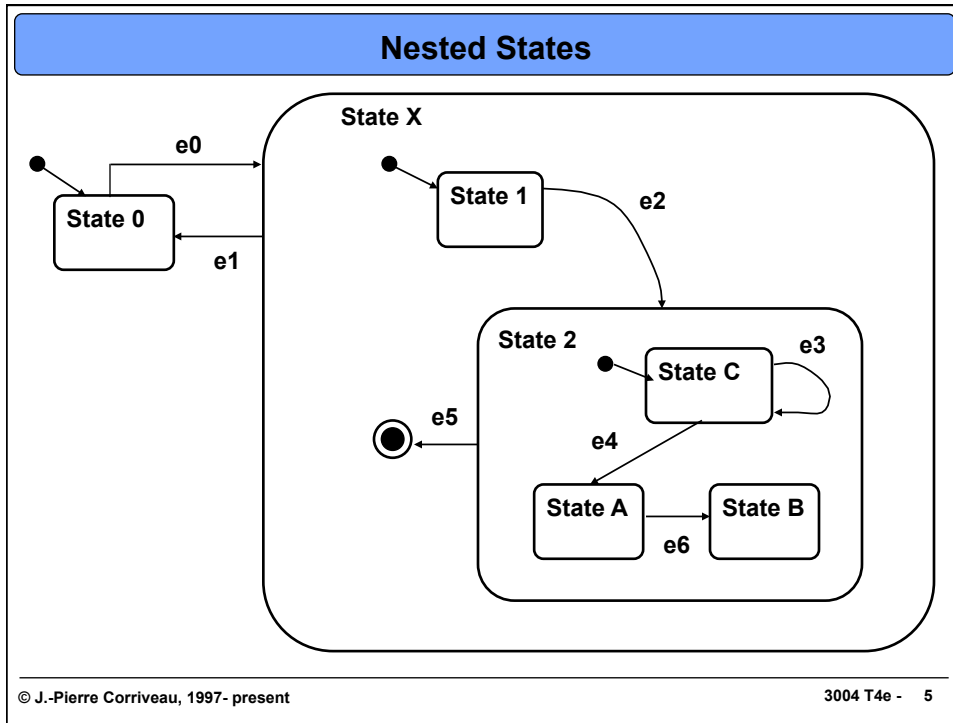 Nested States
State X
e0
State 0
e1
State 1
e2
State 2
State C
e3
e5
e4
State A
e6
State B
© J.-Pierre Corriveau, 1997- present
3004 T4e - 5